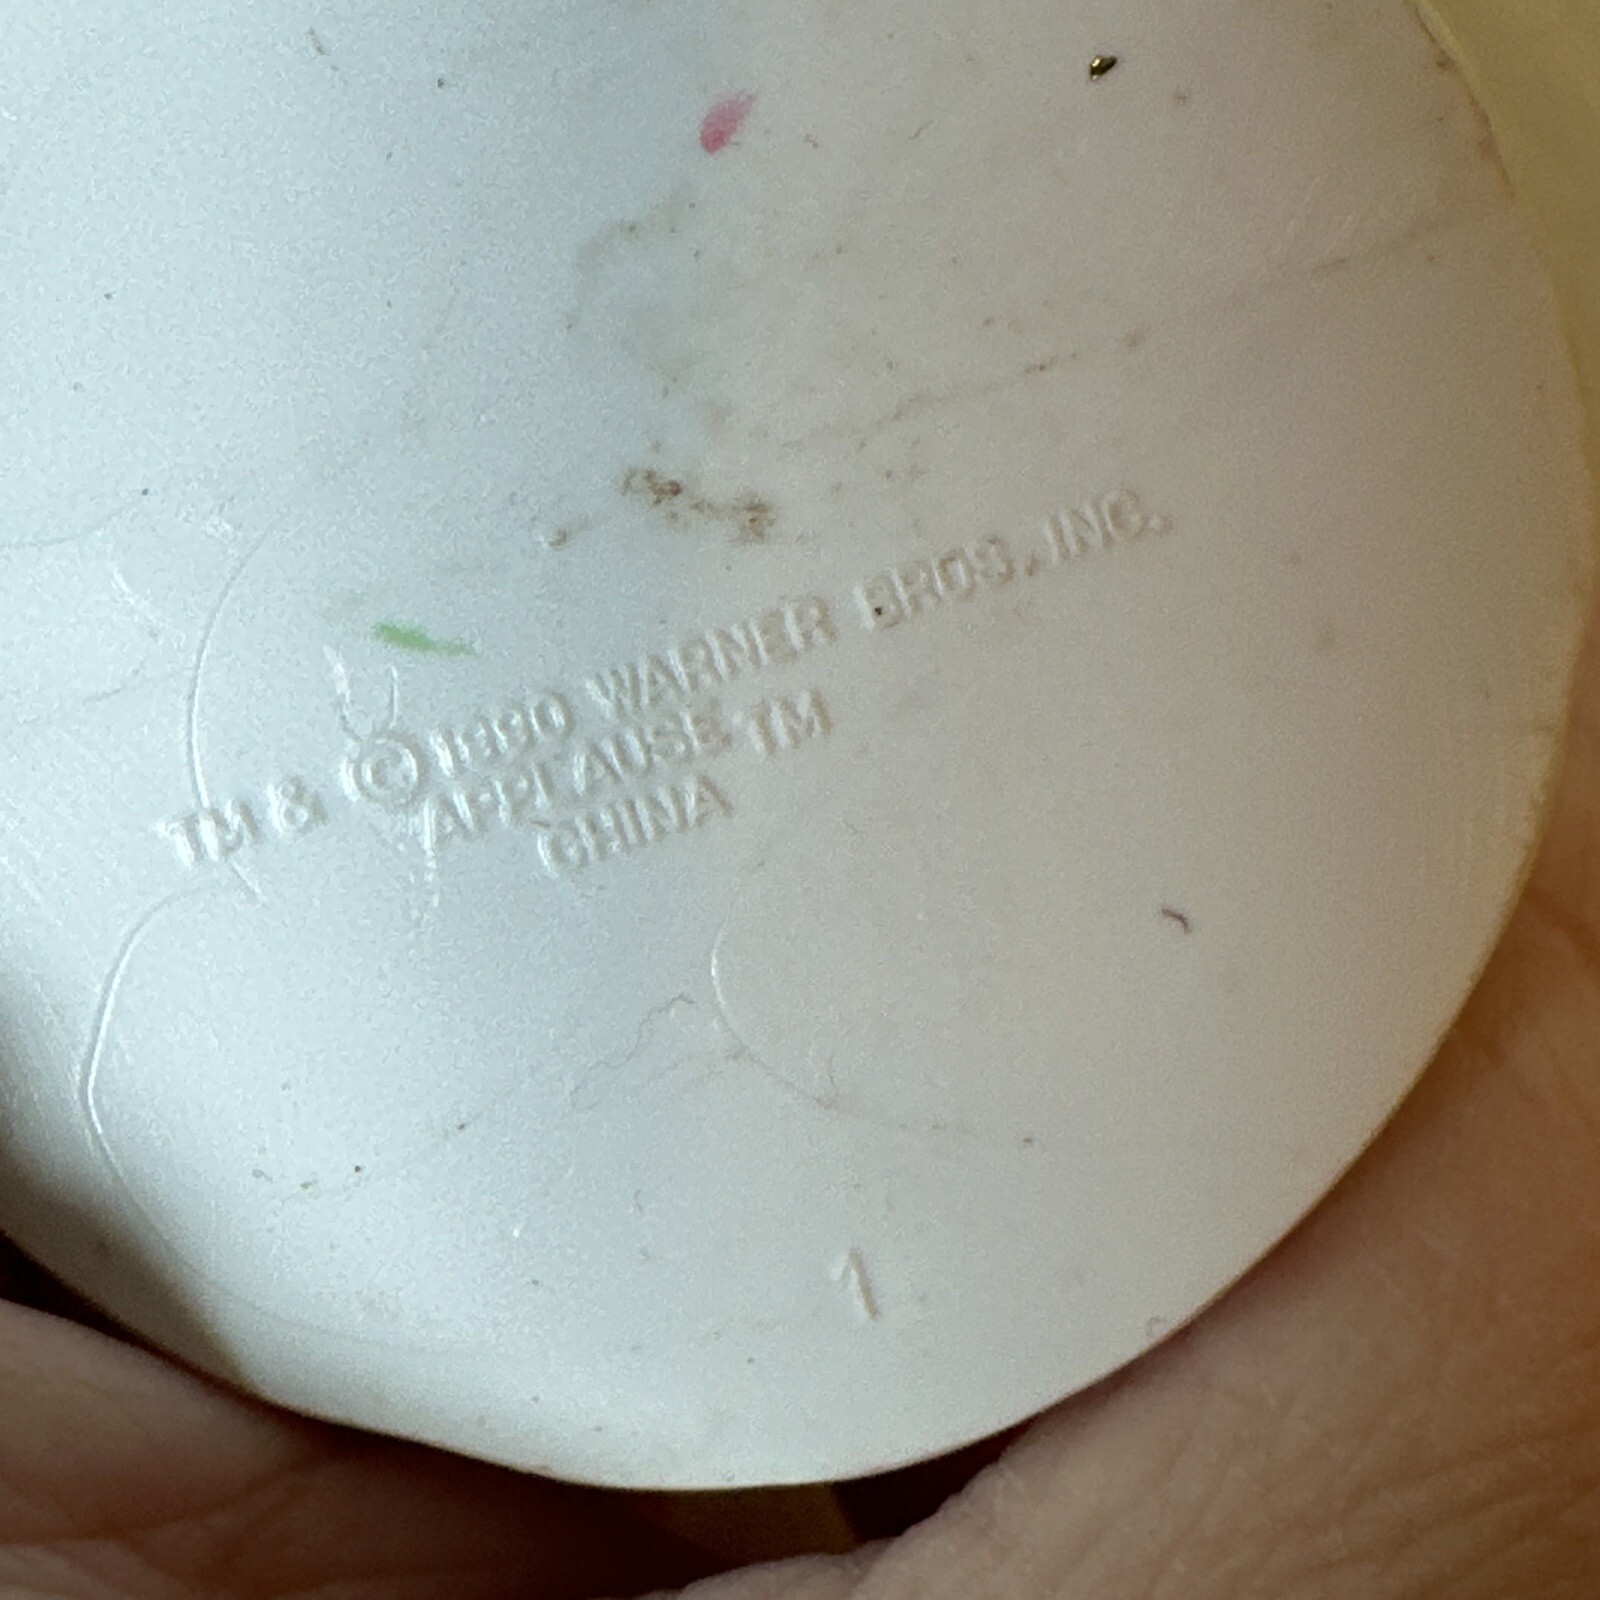 TM & ©1990 WARNER BROS. INC.
APPLAUSE TM
CHINA
1